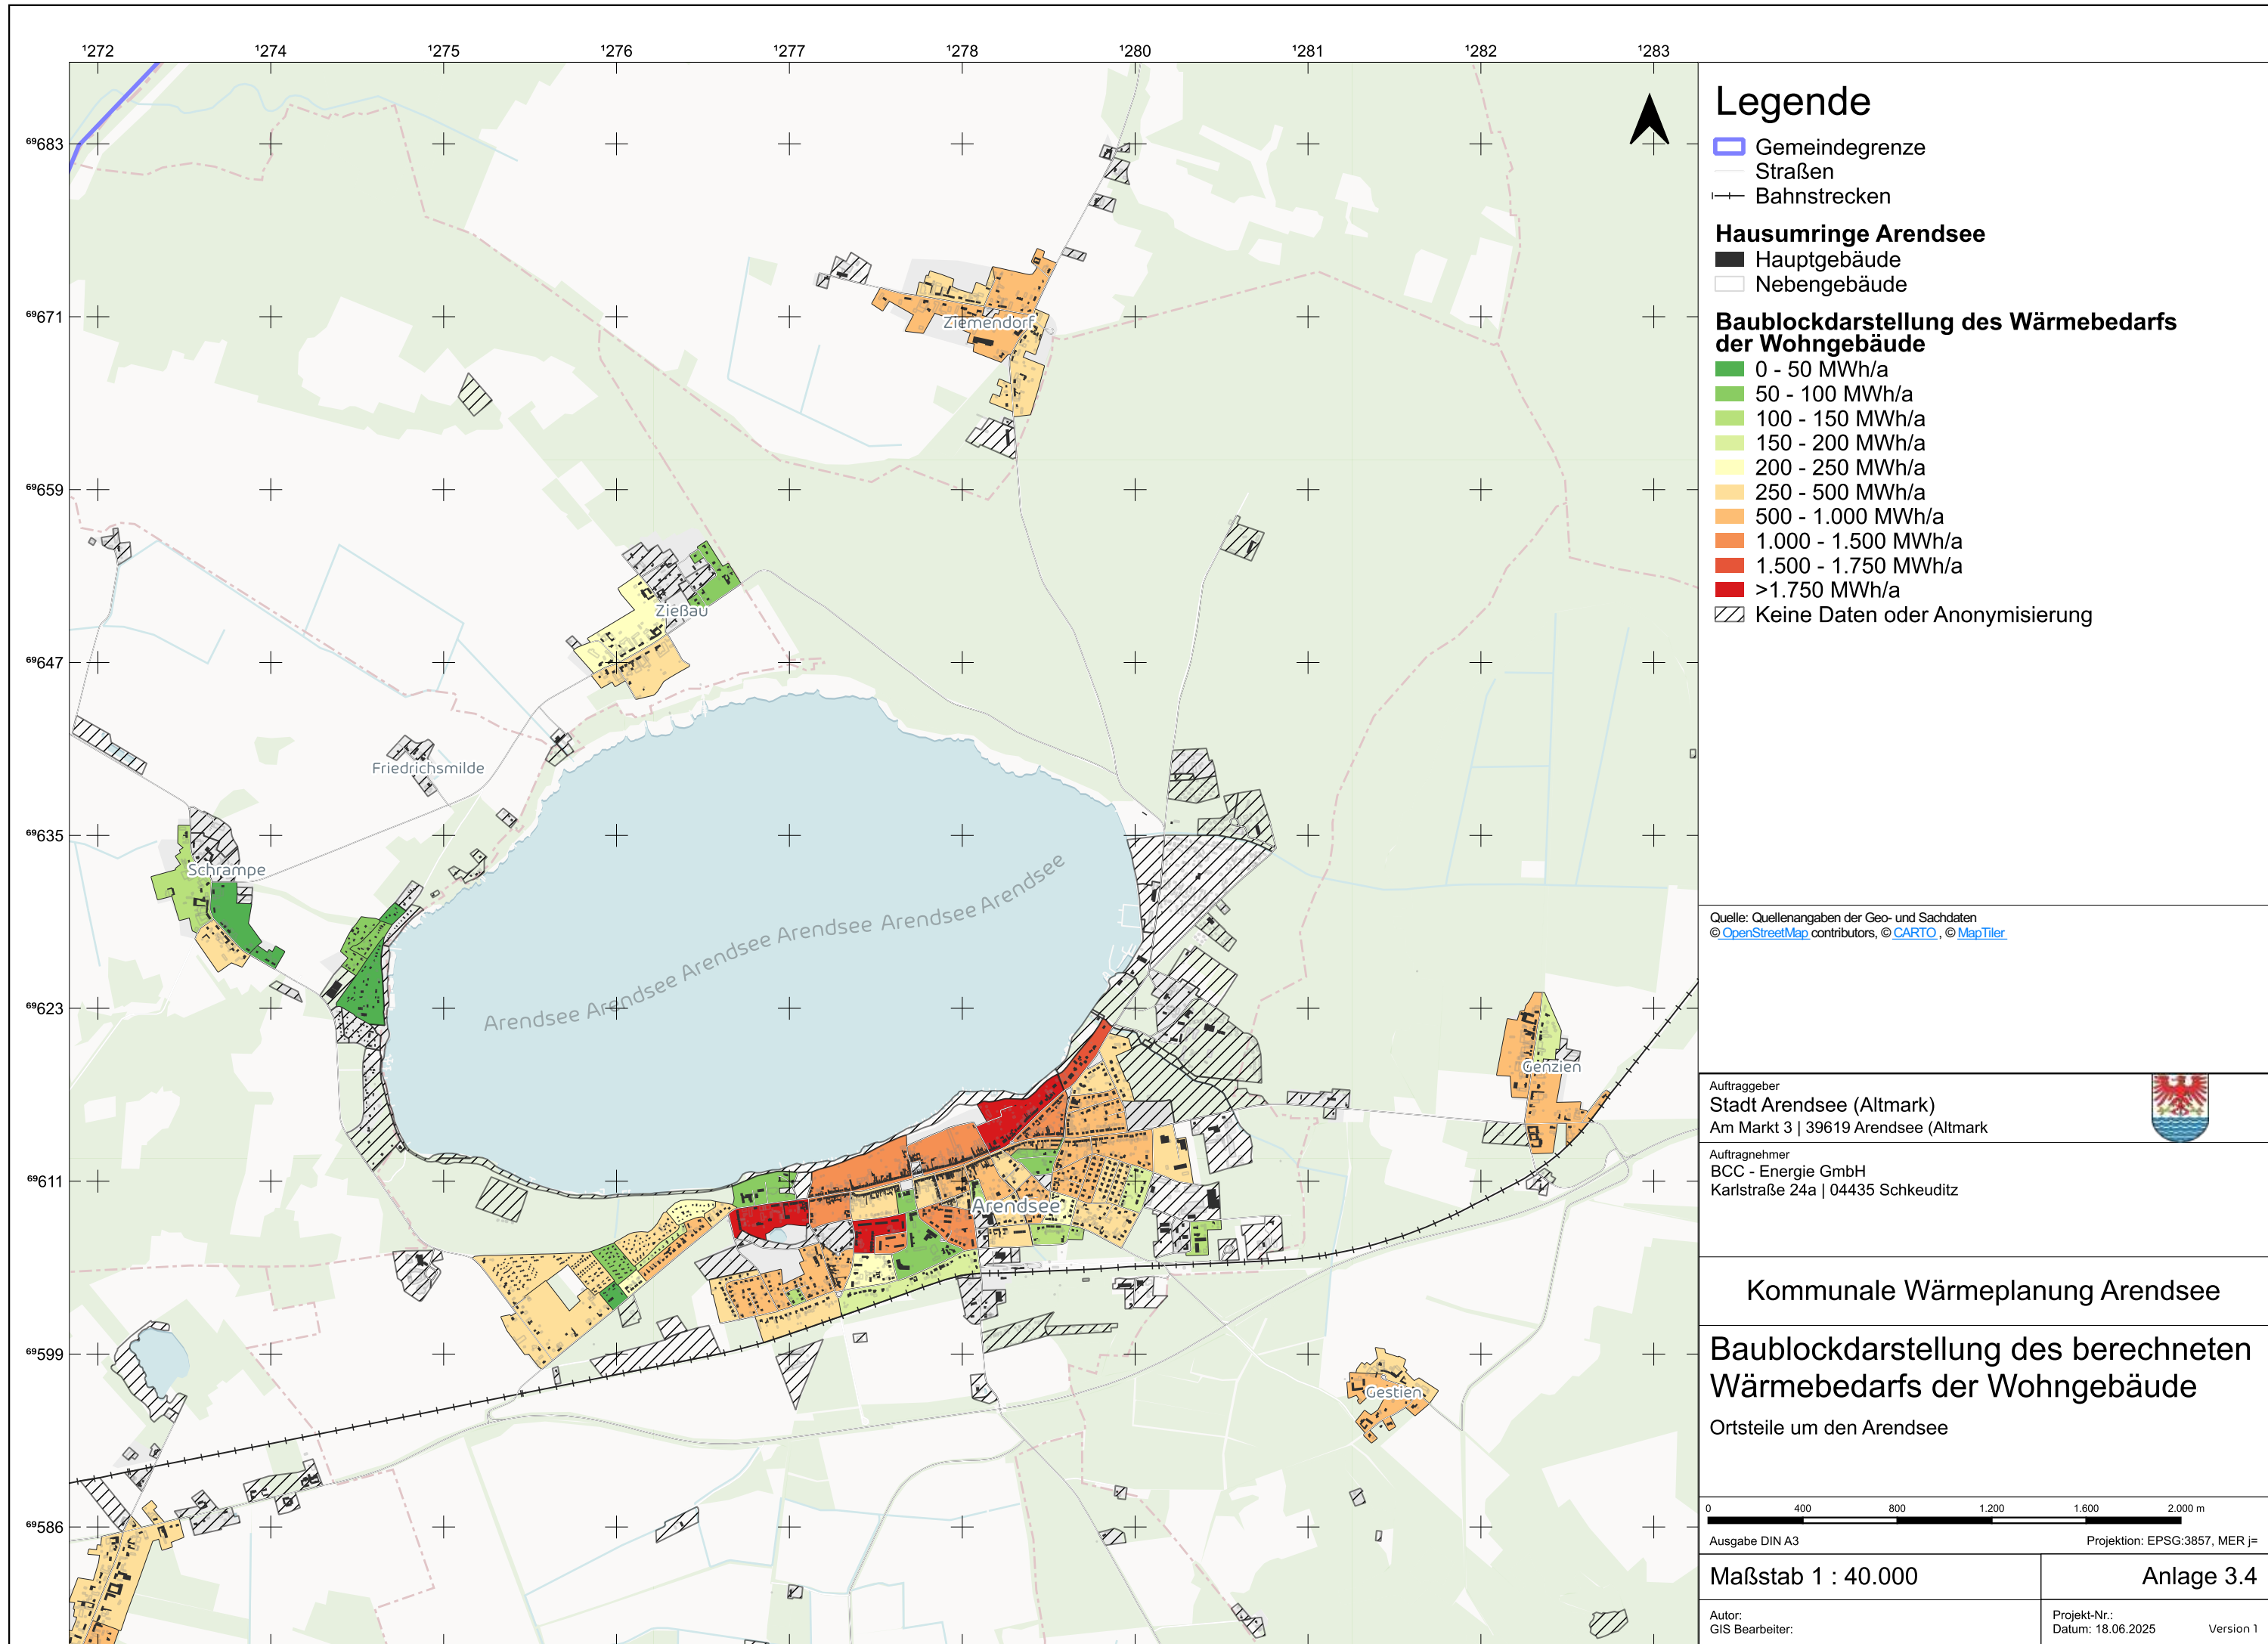 ¹272 ¹274 ¹275 ¹276 ¹277 ¹278 ¹280 ¹281 ¹282 ¹283
⁶⁹683
⁶⁹671
⁶⁹659
⁶⁹647
⁶⁹635
⁶⁹623
⁶⁹611
⁶⁹599
⁶⁹586
Ziemendorf
Zießau
Friedrichsmilde
Schrampe
Arendsee Arendsee Arendsee Arendsee Arendsee Arendsee
Genzien
Arendsee
Gestien
Legende
Gemeindegrenze
Straßen
Bahnstrecken
Hausumringe Arendsee
Hauptgebäude
Nebengebäude
Baublockdarstellung des Wärmebedarfs
der Wohngebäude
0 - 50 MWh/a
50 - 100 MWh/a
100 - 150 MWh/a
150 - 200 MWh/a
200 - 250 MWh/a
250 - 500 MWh/a
500 - 1.000 MWh/a
1.000 - 1.500 MWh/a
1.500 - 1.750 MWh/a
>1.750 MWh/a
Keine Daten oder Anonymisierung
Quelle: Quellenangaben der Geo- und Sachdaten
© OpenStreetMap contributors, © CARTO , © MapTiler
Auftraggeber
Stadt Arendsee (Altmark)
Am Markt 3 | 39619 Arendsee (Altmark
Auftragnehmer
BCC - Energie GmbH
Karlstraße 24a | 04435 Schkeuditz
Kommunale Wärmeplanung Arendsee
Baublockdarstellung des berechneten
Wärmebedarfs der Wohngebäude
Ortsteile um den Arendsee
0 400 800 1.200 1.600 2.000 m
Ausgabe DIN A3 Projektion: EPSG:3857, MER j=
Maßstab 1 : 40.000 Anlage 3.4
Autor: Projekt-Nr.:
GIS Bearbeiter: Datum: 18.06.2025 Version 1